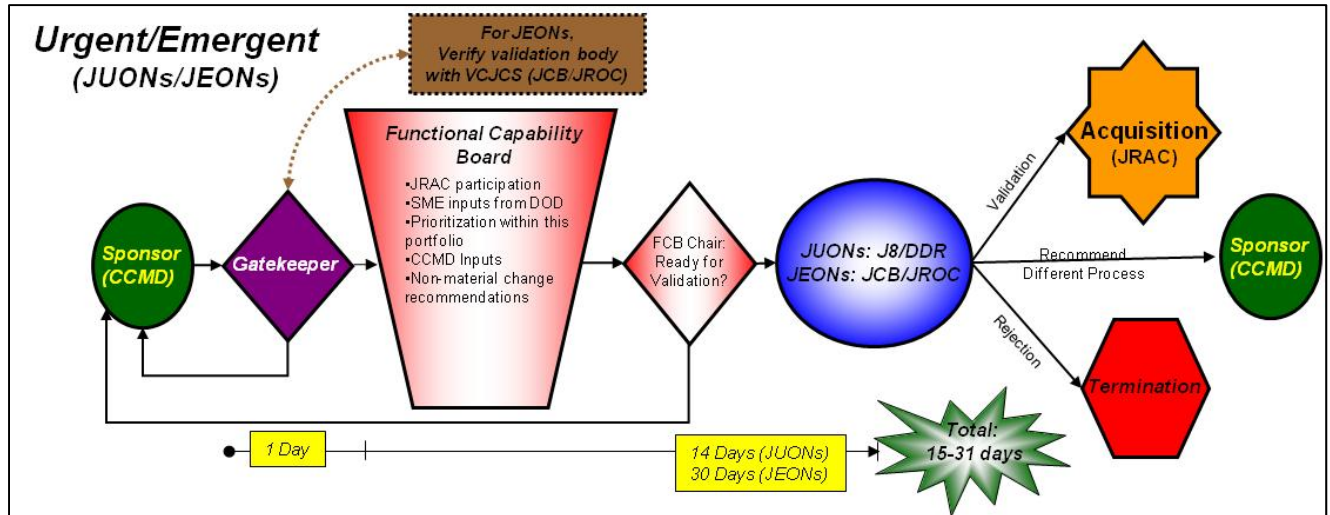 Urgent/Emergent
(JUONs/JEONs)
For JEONs,
Verify validation body
with VCJCS (JCB/JROC)
Sponsor
(CCMD)
Gatekeeper
Functional Capability
Board
•JRAC participation
•SME inputs from DOD
•Prioritization within this
portfolio
•CCMD Inputs
•Non-material change
recommendations
FCB Chair:
Ready for
Validation?
JUONs: J8/DDR
JEONs: JCB/JROC
Validation
Recommend
Different Process
Rejection
Acquisition
(JRAC)
Sponsor
(CCMD)
Termination
1 Day
14 Days (JUONs)
30 Days (JEONs)
Total:
15-31 days